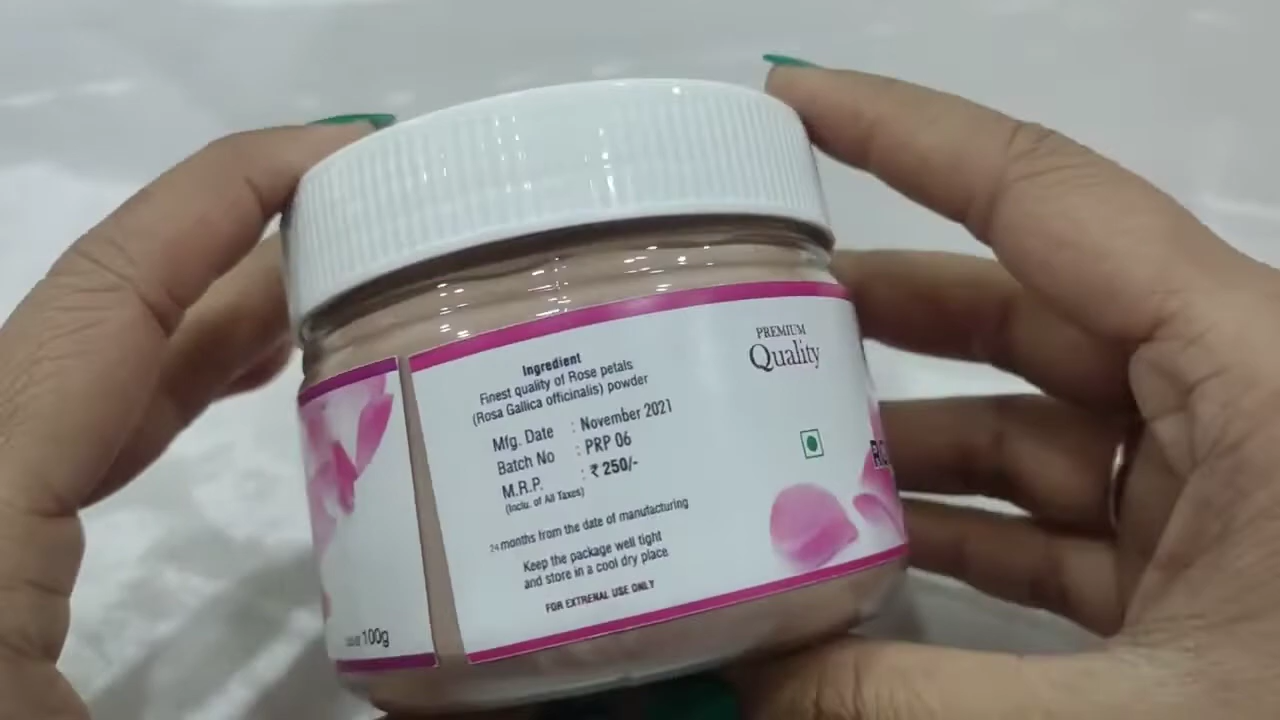 Ingredient
Finest quality of Rose petals
(Rosa Gallica officinalis) powder
Mfg. Date : November 2021
Batch No : PRP 06
M.R.P. : ₹ 250/-
(Inclu. of All Taxes)
24 months from the date of manufacturing
Keep the package well tight
and store in a cool dry place
FOR EXTRENAL USE ONLY
PREMIUM
Quality
100g